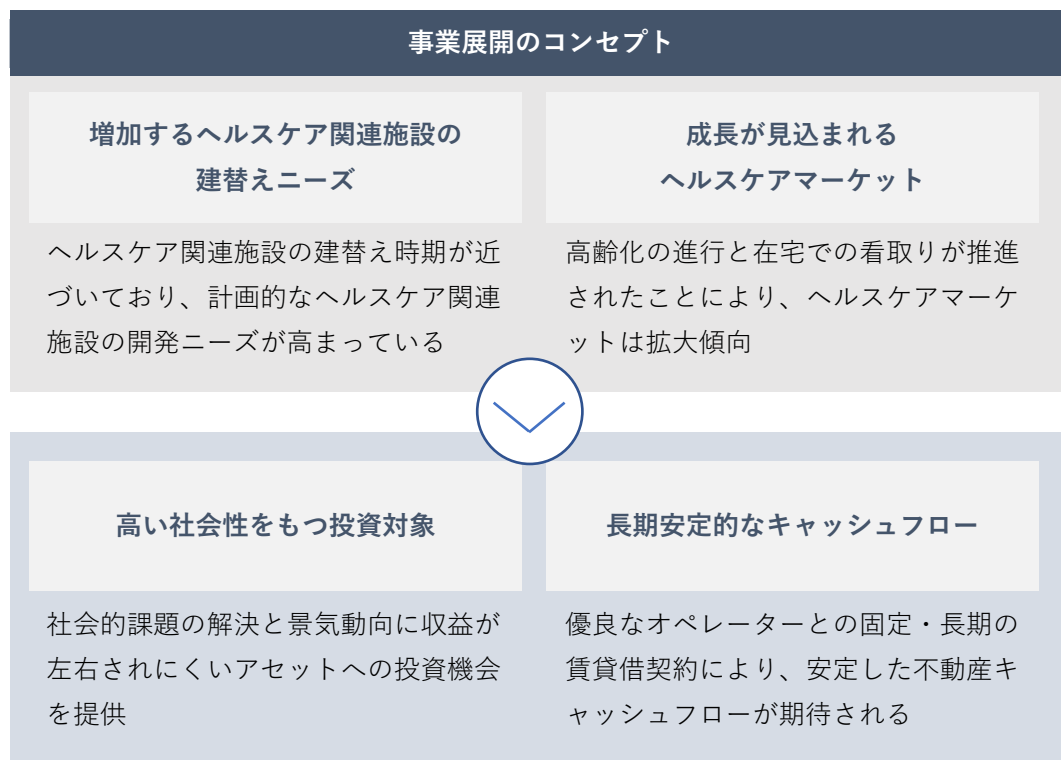 事業展開のコンセプト
増加するヘルスケア関連施設の
建替えニーズ
ヘルスケア関連施設の建替え時期が近
づいており、計画的なヘルスケア関連
施設の開発ニーズが高まっている
成長が見込まれる
ヘルスケアマーケット
高齢化の進行と在宅での看取りが推進
されたことにより、ヘルスケアマーケ
ットは拡大傾向
高い社会性をもつ投資対象
社会的課題の解決と景気動向に収益が
左右されにくいアセットへの投資機会
を提供
長期安定的なキャッシュフロー
優良なオペレーターとの固定・長期の
賃貸借契約により、安定した不動産キ
ャッシュフローが期待される